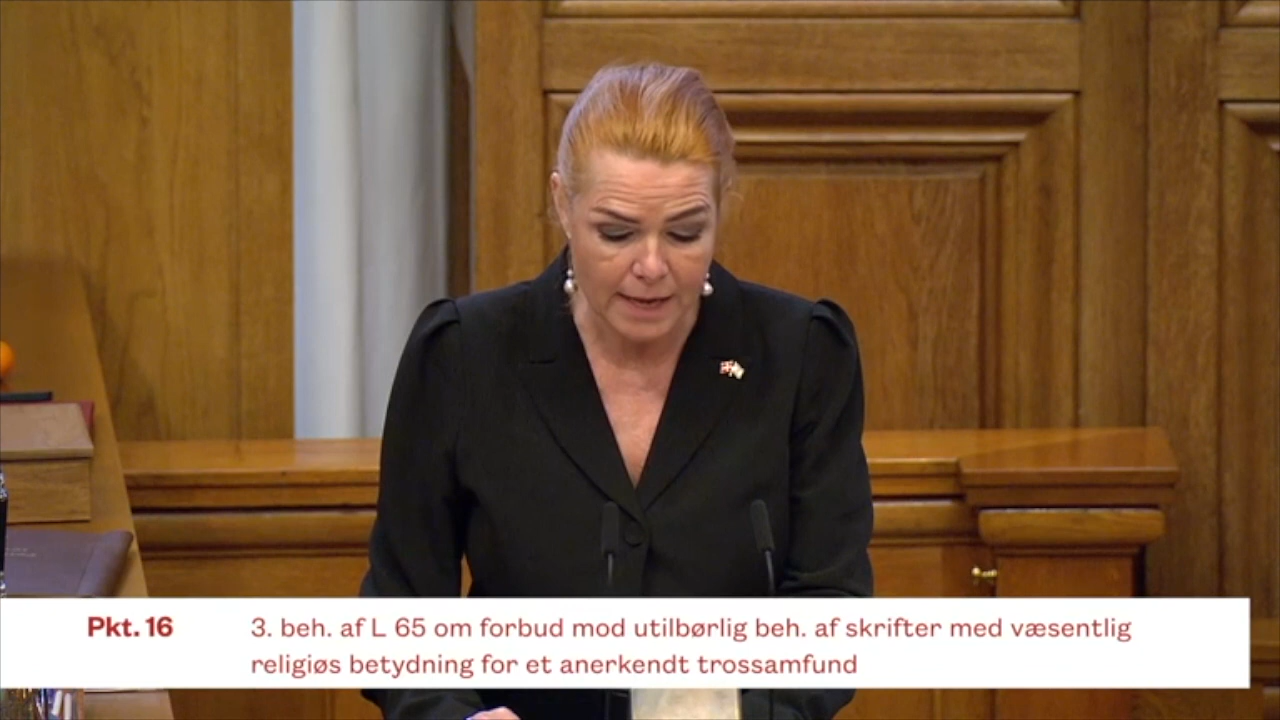 Pkt. 16
3. beh. af L 65 om forbud mod utilbørlig beh. af skrifter med væsentlig
religiøs betydning for et anerkendt trossamfund